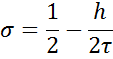 σ = 1/2 − h/2τ